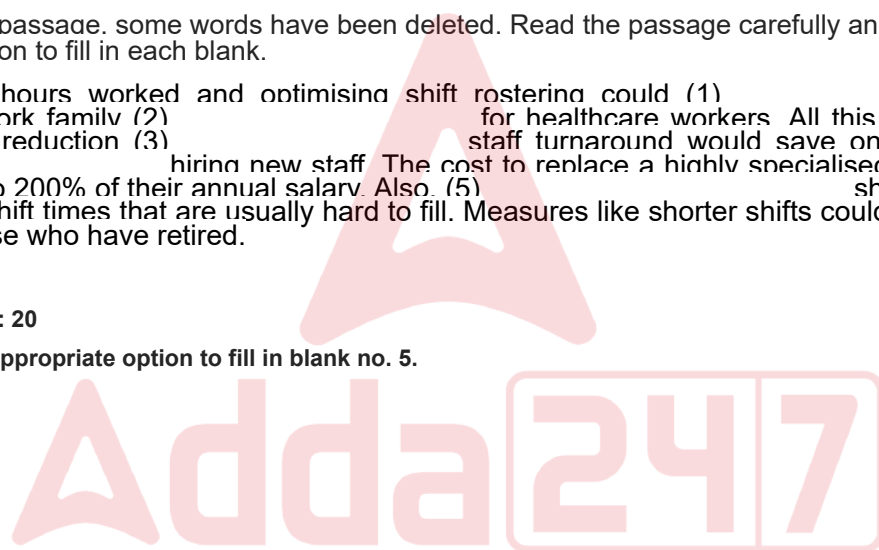 passage. some words have been deleted. Read the passage carefully an
on to fill in each blank.
hours worked and optimising shift rostering could (1)
ork family (2) for healthcare workers. All this
reduction (3) staff turnaround would save on
hiring new staff. The cost to replace a highly specialised
o 200% of their annual salary. Also, (5) sh
hift times that are usually hard to fill. Measures like shorter shifts could
se who have retired.
: 20
ppropriate option to fill in blank no. 5.
Adda247